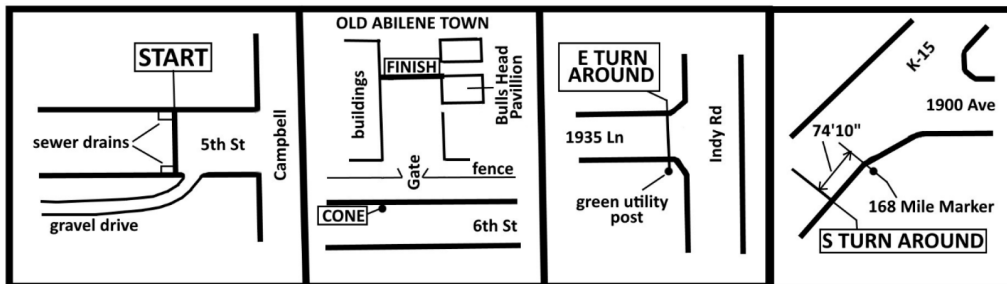 START
sewer drains
5th St
Campbell
gravel drive
OLD ABILENE TOWN
FINISH
buildings
Bulls Head
Pavillion
Gate
fence
CONE
6th St
E TURN
AROUND
1935 Ln
Indy Rd
green utility
post
K-15
1900 Ave
74'10"
168 Mile Marker
S TURN AROUND